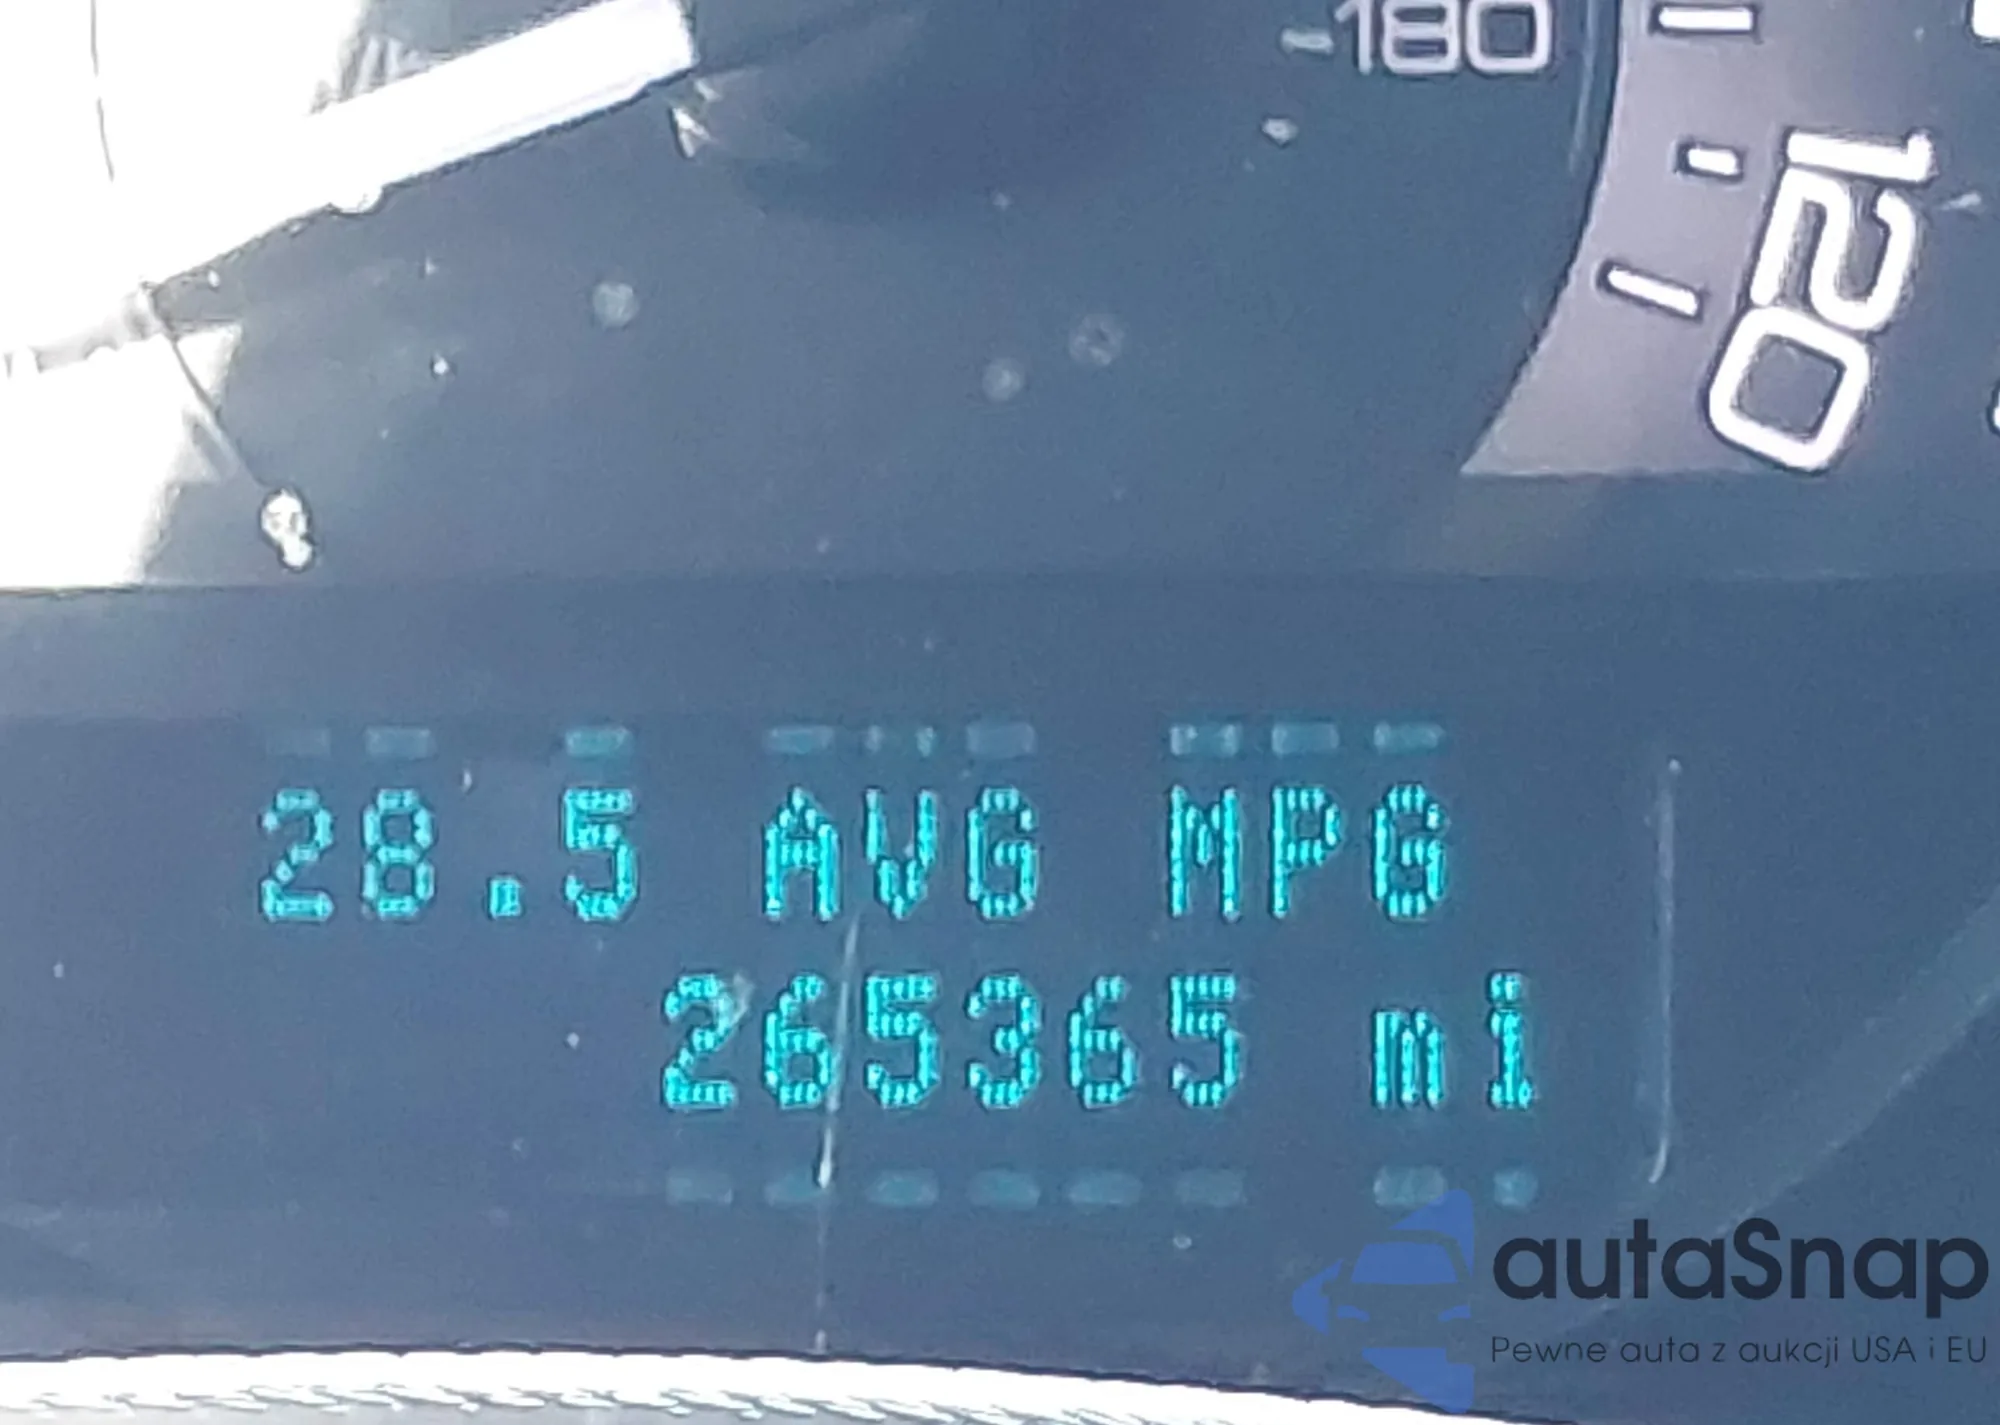 180
120
28.5 AVG MPG
265365 mi
autaSnap
Pewne auta z aukcji USA i EU